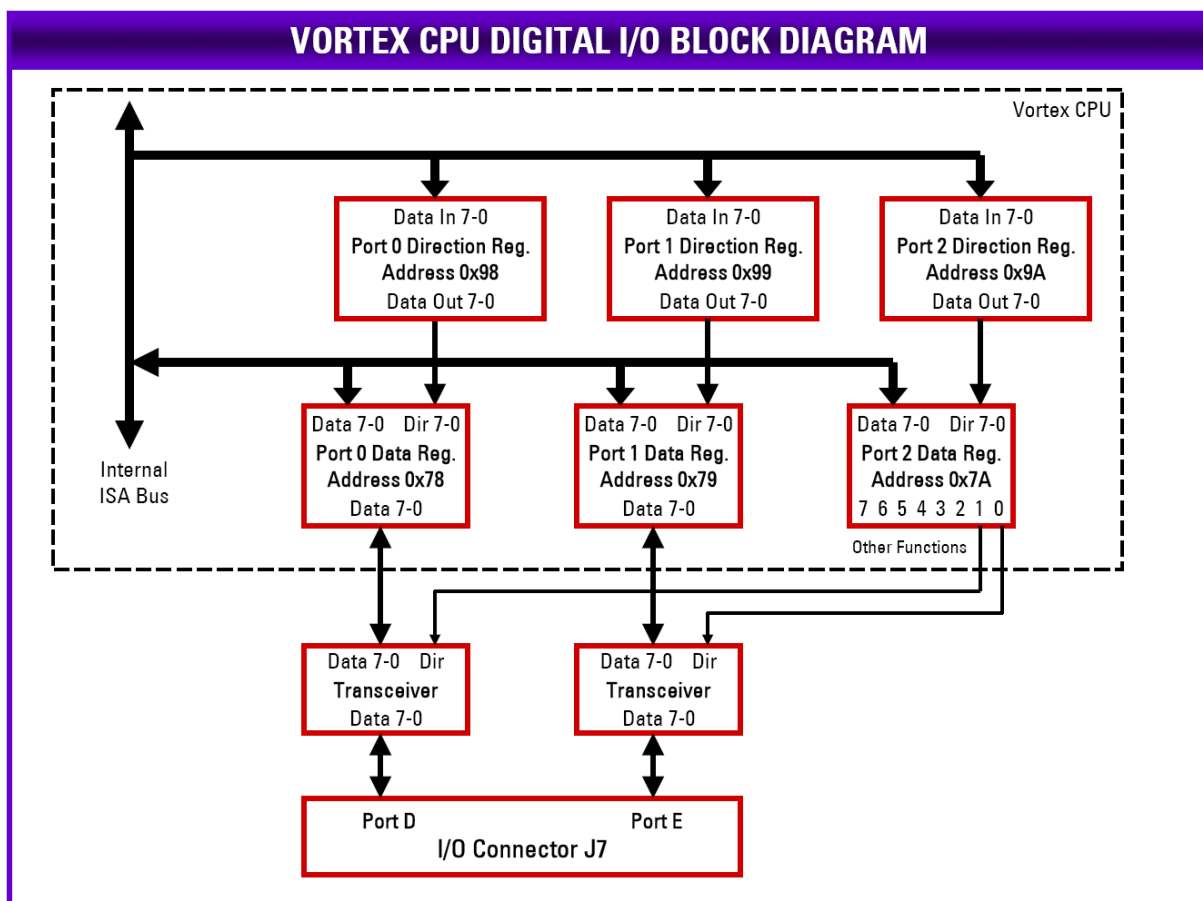 VORTEX CPU DIGITAL I/O BLOCK DIAGRAM
Vortex CPU
Data In 7-0
Port 0 Direction Reg.
Address 0x98
Data Out 7-0
Data In 7-0
Port 1 Direction Reg.
Address 0x99
Data Out 7-0
Data In 7-0
Port 2 Direction Reg.
Address 0x9A
Data Out 7-0
Internal
ISA Bus
Data 7-0 Dir 7-0
Port 0 Data Reg.
Address 0x78
Data 7-0
Data 7-0 Dir 7-0
Port 1 Data Reg.
Address 0x79
Data 7-0
Data 7-0 Dir 7-0
Port 2 Data Reg.
Address 0x7A
7 6 5 4 3 2 1 0
Other Functions
Data 7-0 Dir
Transceiver
Data 7-0
Data 7-0 Dir
Transceiver
Data 7-0
Port D Port E
I/O Connector J7